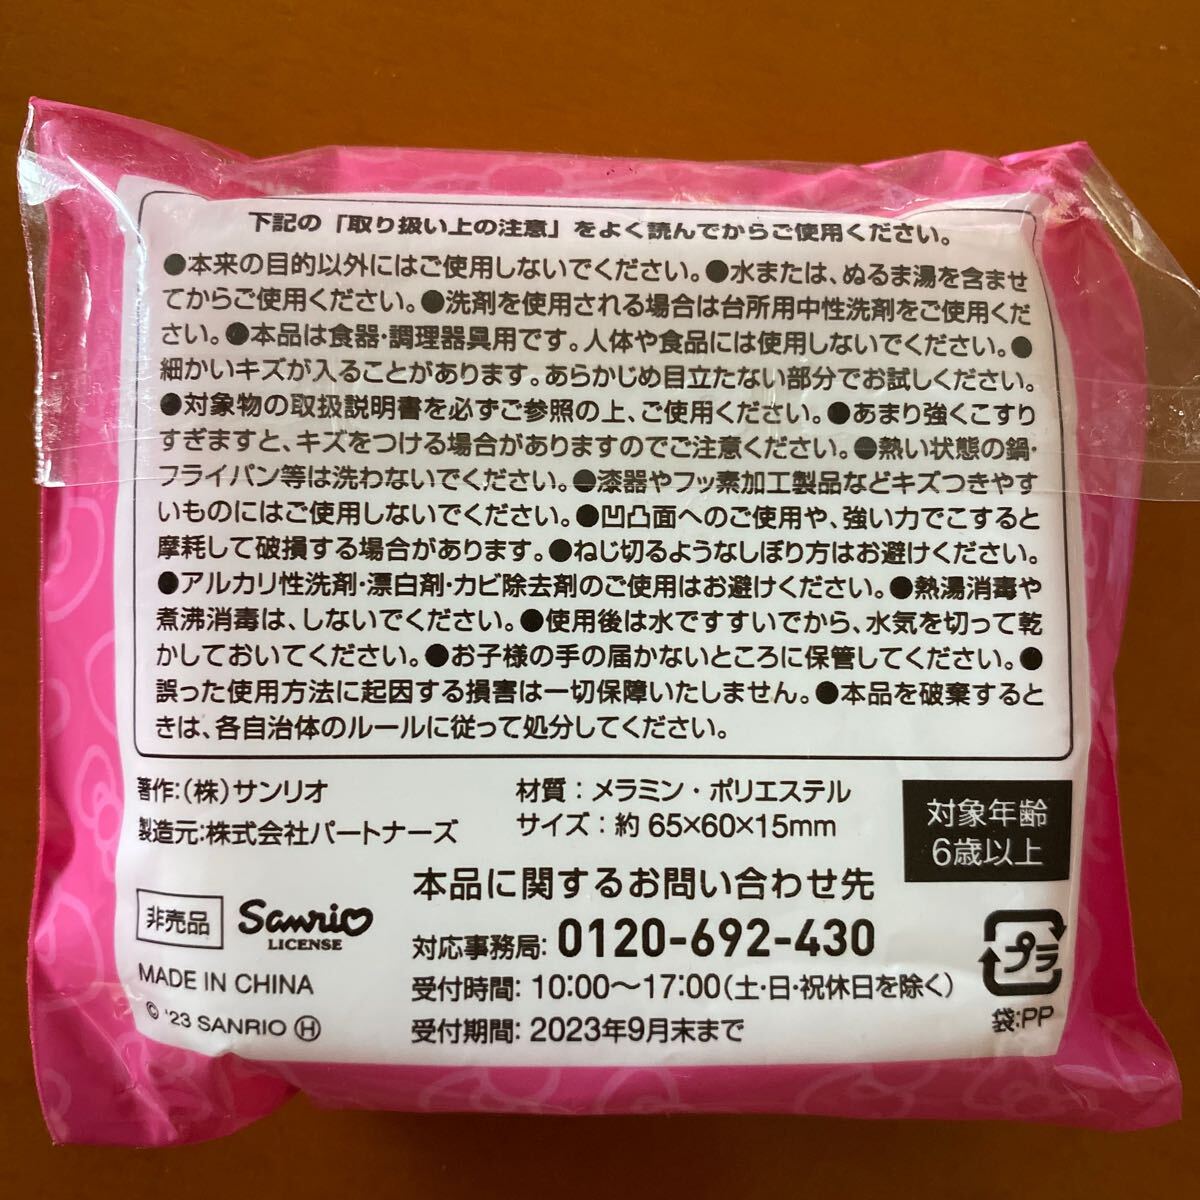 下記の「取り扱い上の注意」をよく読んでからご使用ください。
●本来の目的以外にはご使用しないでください。●水または、ぬるま湯を含ませ
てからご使用ください。●洗剤を使用される場合は台所用中性洗剤をご使用くだ
さい。●本品は食器・調理器具用です。人体や食品には使用しないでください。●
細かいキズが入ることがあります。あらかじめ目立たない部分でお試しください。
●対象物の取扱説明書を必ずご参照の上、ご使用ください。●あまり強くこすり
すぎますと、キズをつける場合がありますのでご注意ください。●熱い状態の鍋・
フライパン等は洗わないでください。●漆器やフッ素加工製品などキズつきやす
いものにはご使用しないでください。●凹凸面へのご使用や、強い力でこすると
摩耗して破損する場合があります。●ねじ切るようなしぼり方はお避けください。
●アルカリ性洗剤・漂白剤・カビ除去剤のご使用はお避けください。●熱湯消毒や
煮沸消毒は、しないでください。●使用後は水ですすいでから、水気を切って乾
かしておいてください。●お子様の手の届かないところに保管してください。●
誤った使用方法に起因する損害は一切保障いたしません。●本品を破棄すると
きは、各自治体のルールに従って処分してください。
著作:(株)サンリオ
製造元:株式会社パートナーズ
材質:メラミン・ポリエステル
サイズ:約65×60×15mm
対象年齢
6歳以上
本品に関するお問い合わせ先
対応事務局: 0120-692-430
受付時間: 10:00〜17:00(土・日・祝休日を除く)
受付期間: 2023年9月末まで
非売品
Sanrio
LICENSE
MADE IN CHINA
© '23 SANRIO Ⓗ
プラ
袋:PP